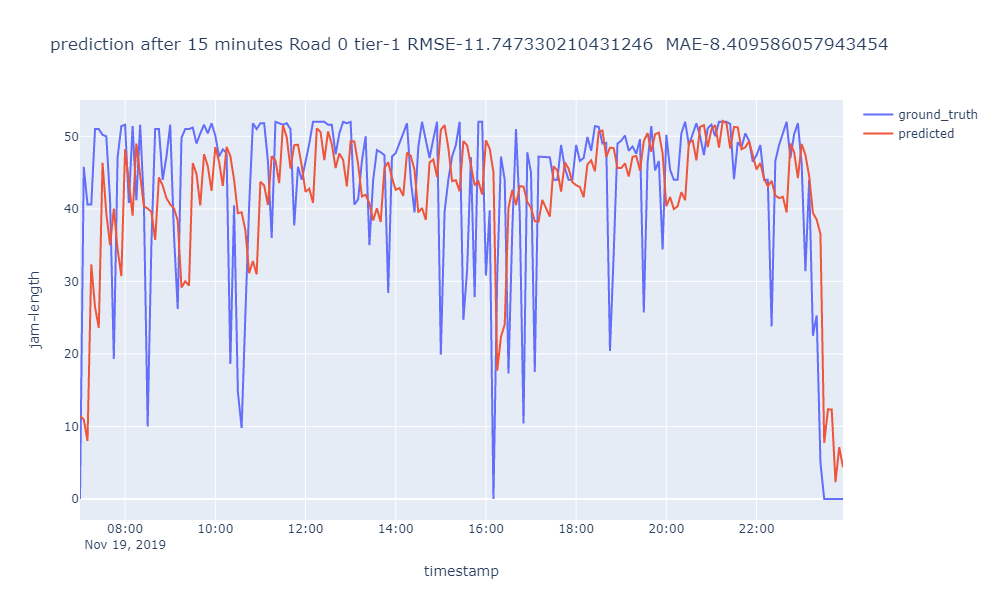 prediction after 15 minutes Road 0 tier-1 RMSE-11.747330210431246  MAE-8.409586057943454
ground_truth
predicted
jam-length
50
40
30
20
10
0
08:00 10:00 12:00 14:00 16:00 18:00 20:00 22:00
Nov 19, 2019
timestamp